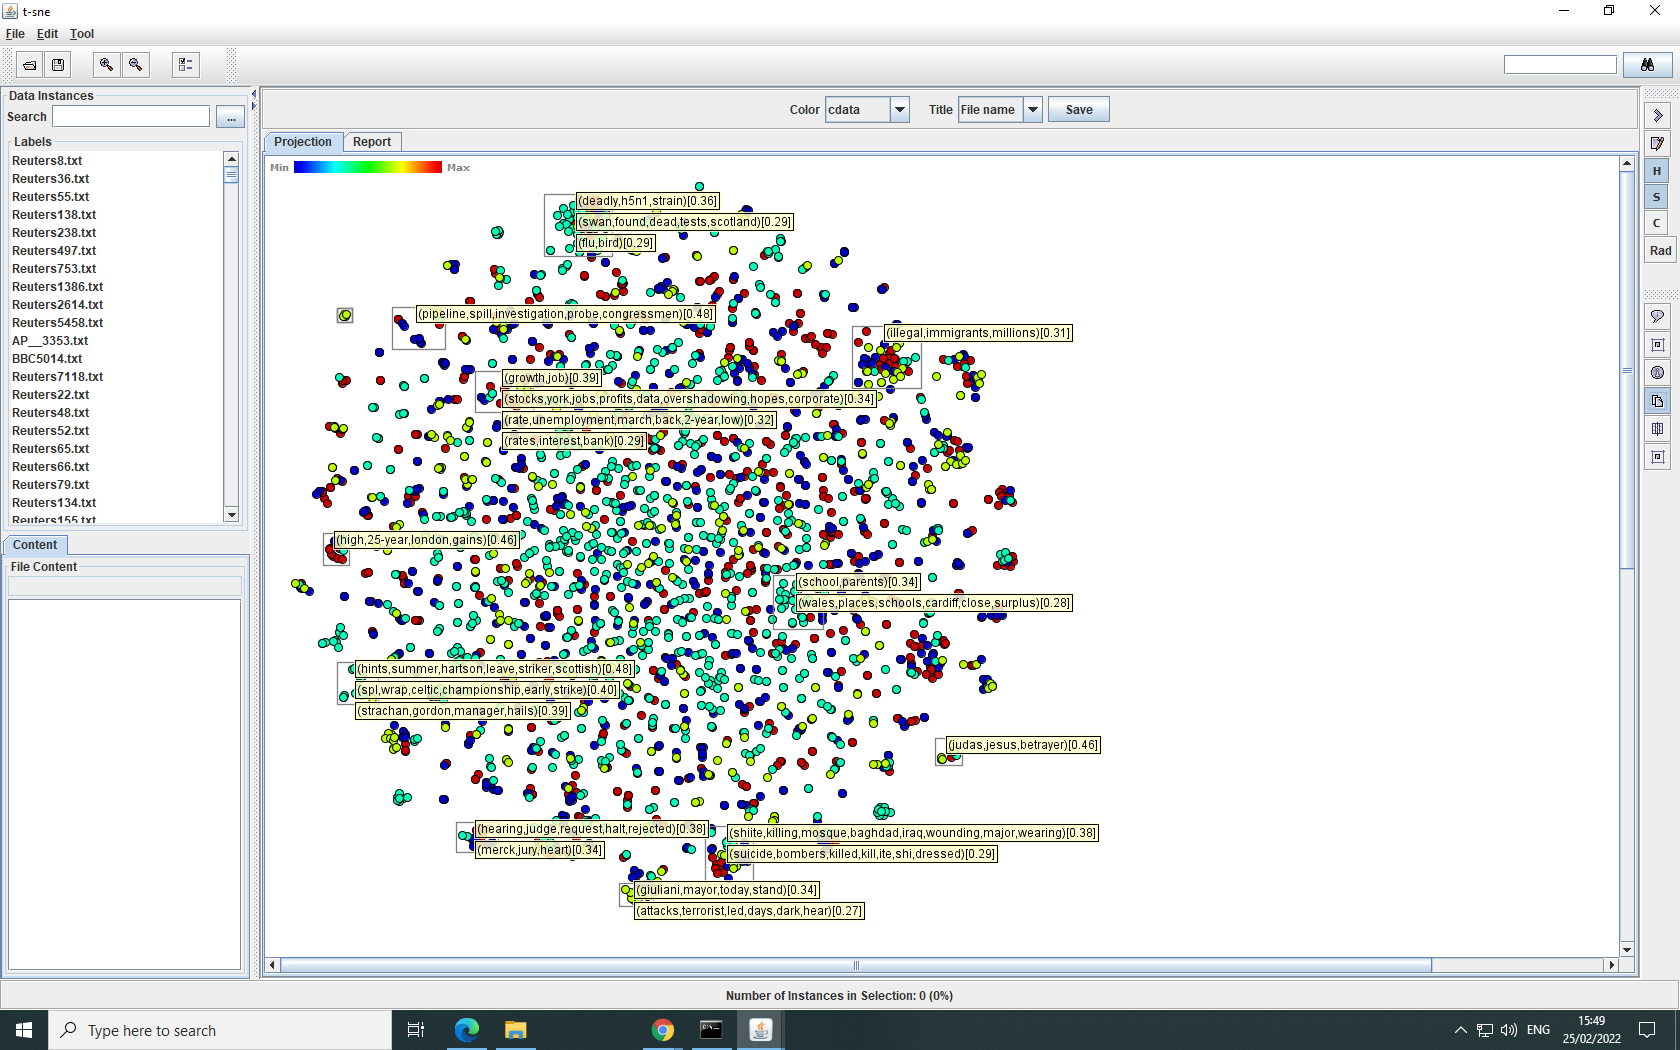 t-sne
File Edit Tool
Data Instances
Search
...
Labels
Reuters8.txt
Reuters36.txt
Reuters55.txt
Reuters138.txt
Reuters238.txt
Reuters497.txt
Reuters753.txt
Reuters1386.txt
Reuters2614.txt
Reuters5458.txt
AP__3353.txt
BBC5014.txt
Reuters7118.txt
Reuters22.txt
Reuters48.txt
Reuters52.txt
Reuters65.txt
Reuters66.txt
Reuters79.txt
Reuters134.txt
Reuters155.txt
Content
File Content
Color cdata Title File name Save
Projection Report
Min Max
(deadly,h5n1,strain)[0.36]
(swan,found,dead,tests,scotland)[0.29]
(flu,bird)[0.29]
(pipeline,spill,investigation,probe,congressmen)[0.48]
(illegal,immigrants,millions)[0.31]
(growth,job)[0.39]
(stocks,york,jobs,profits,data,overshadowing,hopes,corporate)[0.34]
(rate,unemployment,march,back,2-year,low)[0.32]
(rates,interest,bank)[0.29]
(high,25-year,london,gains)[0.46]
(school,parents)[0.34]
(wales,places,schools,cardiff,close,surplus)[0.28]
(hints,summer,hartson,leave,striker,scottish)[0.48]
(spl,wrap,celtic,championship,early,strike)[0.40]
(strachan,gordon,manager,hails)[0.39]
(judas,jesus,betrayer)[0.46]
(hearing,judge,request,halt,rejected)[0.38]
(merck,jury,heart)[0.34]
(shiite,killing,mosque,baghdad,iraq,wounding,major,wearing)[0.38]
(suicide,bombers,killed,kill,ite,shi,dressed)[0.29]
(giuliani,mayor,today,stand)[0.34]
(attacks,terrorist,led,days,dark,hear)[0.27]
H
S
C
Rad
Number of Instances in Selection: 0 (0%)
Type here to search
ENG
15:49
25/02/2022